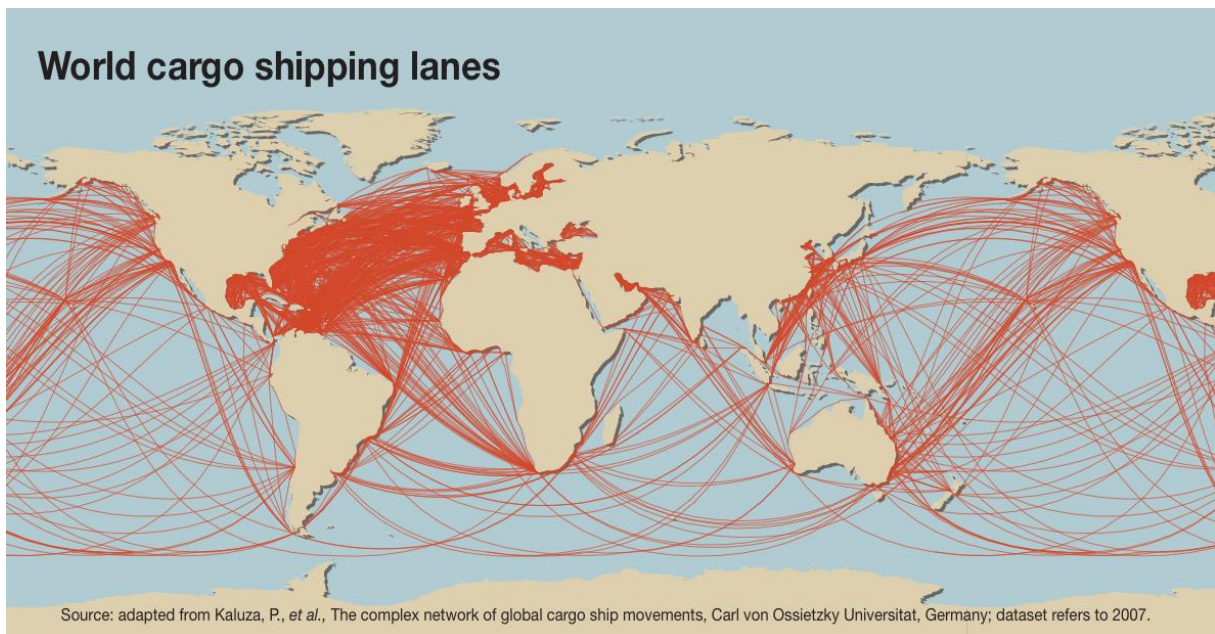 World cargo shipping lanes
Source: adapted from Kaluza, P., et al., The complex network of global cargo ship movements, Carl von Ossietzky Universitat, Germany; dataset refers to 2007.